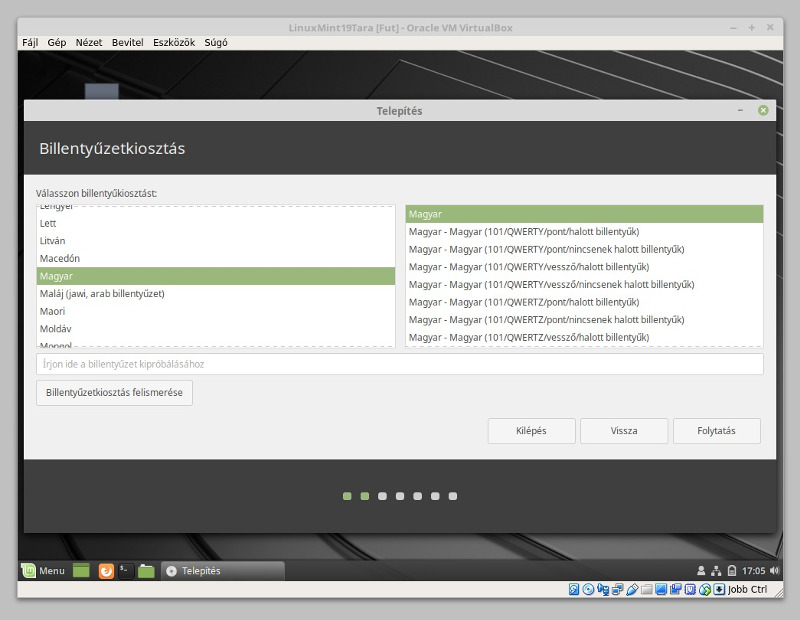 LinuxMint19Tara [Fut] - Oracle VM VirtualBox
Fájl Gép Nézet Bevitel Eszközök Súgó
Telepítés
Billentyűzetkiosztás
Válasszon billentyűkiosztást:
Lengyel
Lett
Litván
Macedón
Magyar
Maláj (jawi, arab billentyűzet)
Maori
Moldáv
Mongol
Magyar
Magyar - Magyar (101/QWERTY/pont/halott billentyűk)
Magyar - Magyar (101/QWERTY/pont/nincsenek halott billentyűk)
Magyar - Magyar (101/QWERTY/vessző/halott billentyűk)
Magyar - Magyar (101/QWERTY/vessző/nincsenek halott billentyűk)
Magyar - Magyar (101/QWERTZ/pont/halott billentyűk)
Magyar - Magyar (101/QWERTZ/pont/nincsenek halott billentyűk)
Magyar - Magyar (101/QWERTZ/vessző/halott billentyűk)
Írjon ide a billentyűzet kipróbálásához
Billentyűzetkiosztás felismerése
Kilépés Vissza Folytatás
Menu Telepítés 17:05
Jobb Ctrl